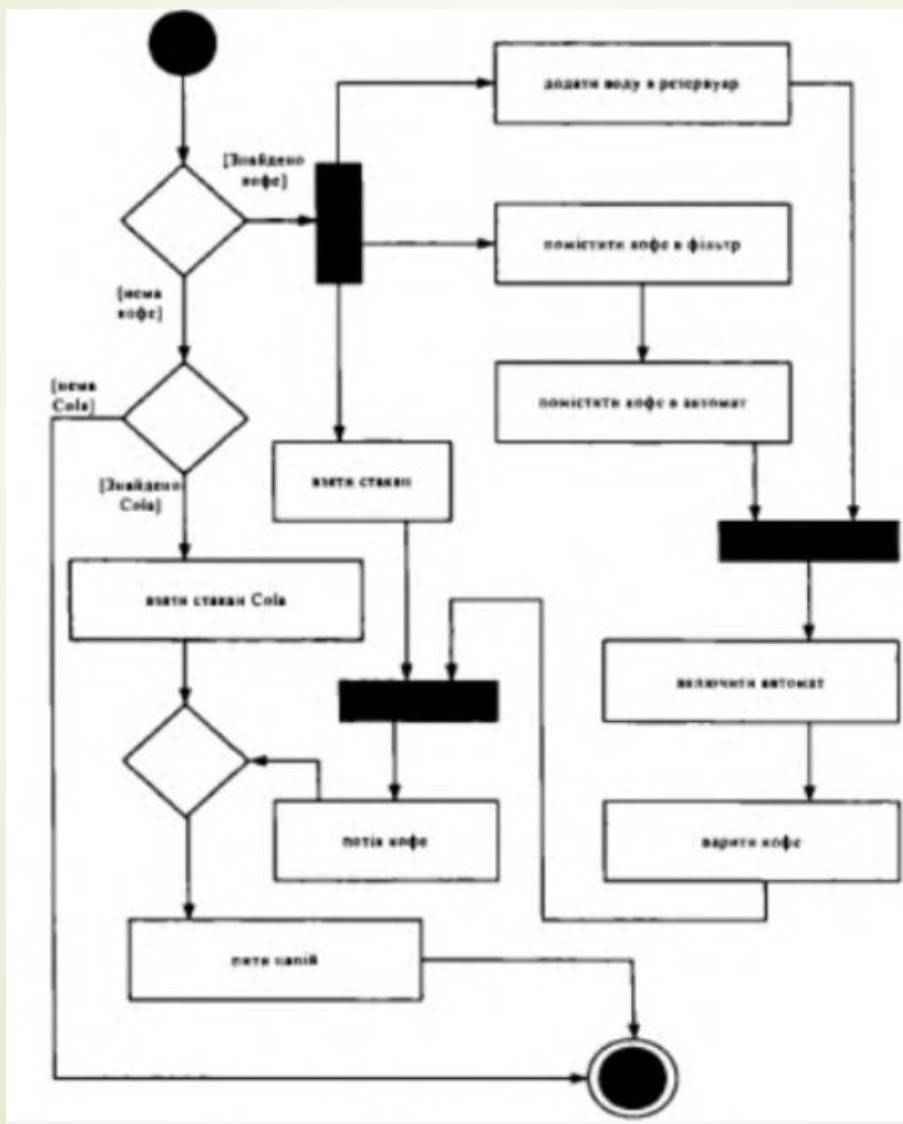 додати воду в резервуар
[Знайдено
кофе]
помістити кофе в фільтр
[нема
кофе]
[нема
Cola]
помістити кофе в автомат
взяти стакан
[Знайдено
Cola]
взяти стакан Cola
включити автомат
потік кофе
варити кофе
пити напій